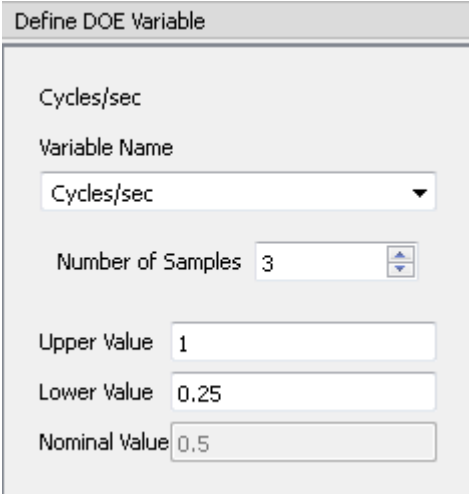 Define DOE Variable
Cycles/sec
Variable Name
Cycles/sec
Number of Samples 3
Upper Value 1
Lower Value 0.25
Nominal Value 0.5